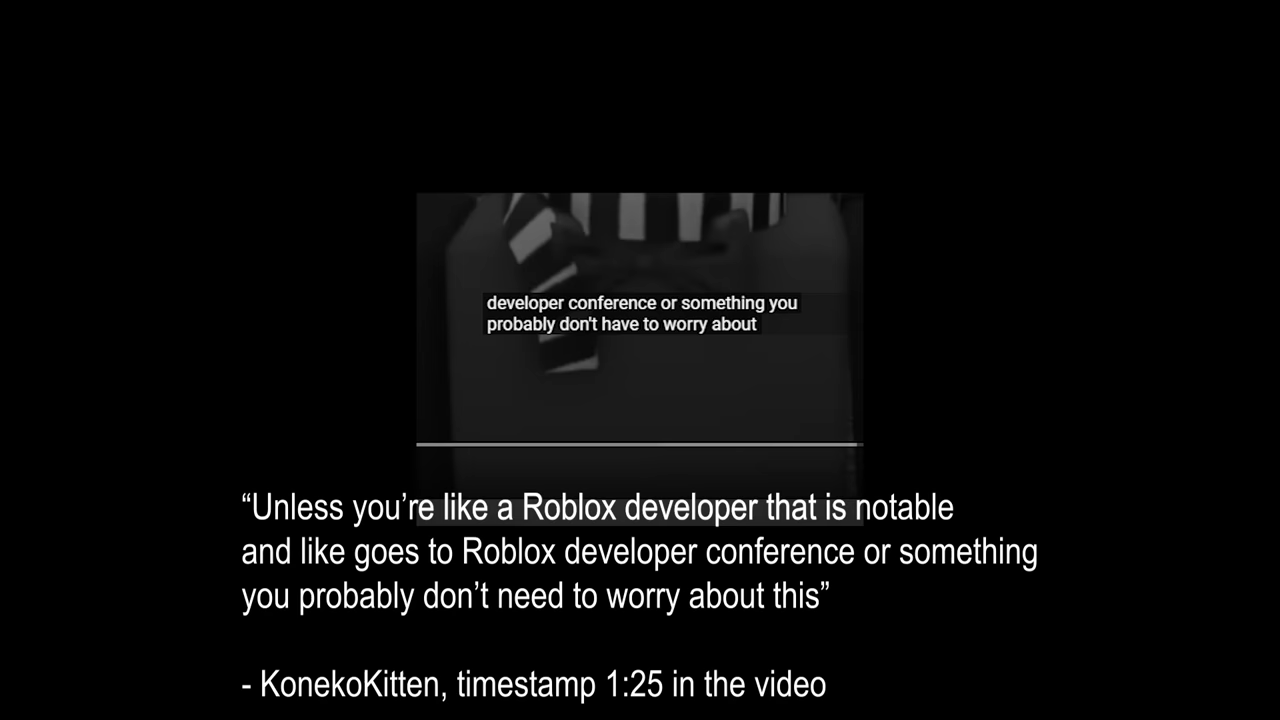 developer conference or something you
probably don't have to worry about
“Unless you’re like a Roblox developer that is notable
and like goes to Roblox developer conference or something
you probably don’t need to worry about this”
- KonekoKitten, timestamp 1:25 in the video